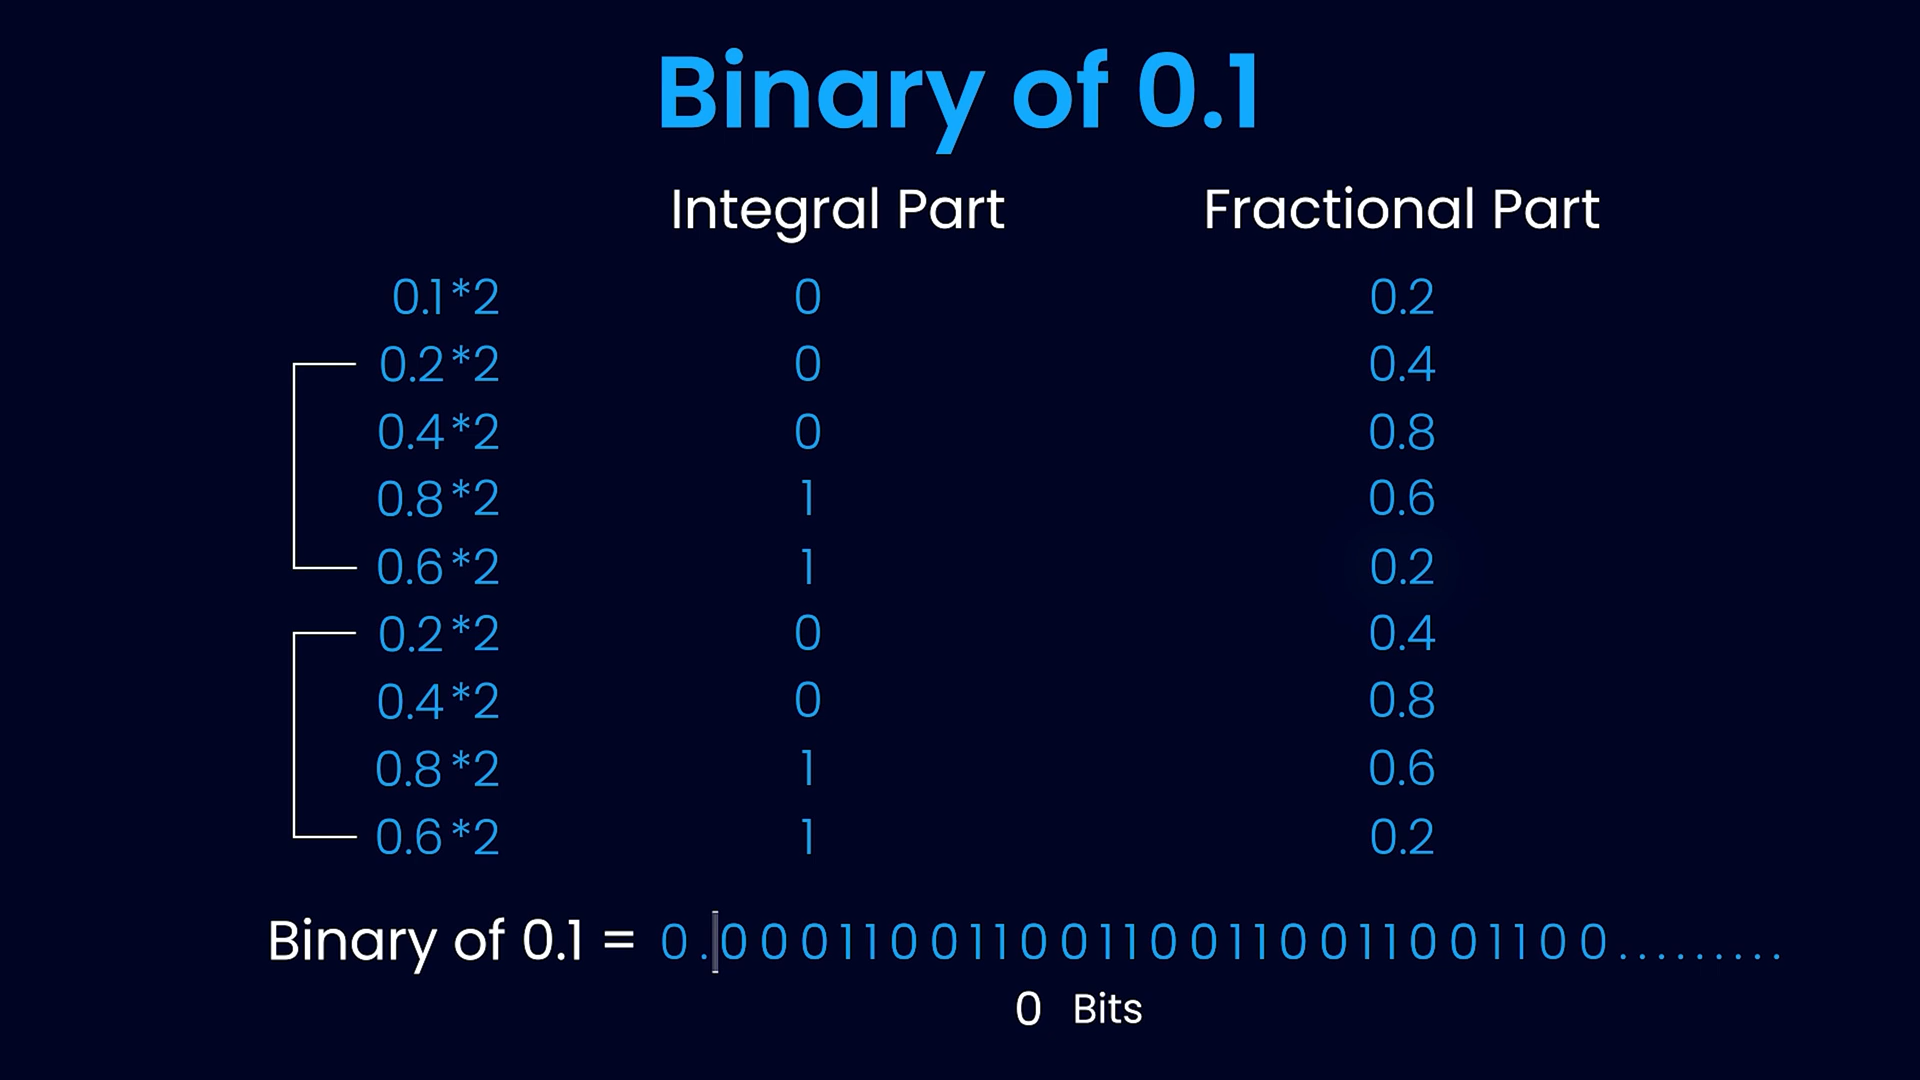 Binary of 0.1
Integral Part Fractional Part
0.1*2 0 0.2
0.2*2 0 0.4
0.4*2 0 0.8
0.8*2 1 0.6
0.6*2 1 0.2
0.2*2 0 0.4
0.4*2 0 0.8
0.8*2 1 0.6
0.6*2 1 0.2
Binary of 0.1 = 0.000110011001100110011001100.........
0 Bits